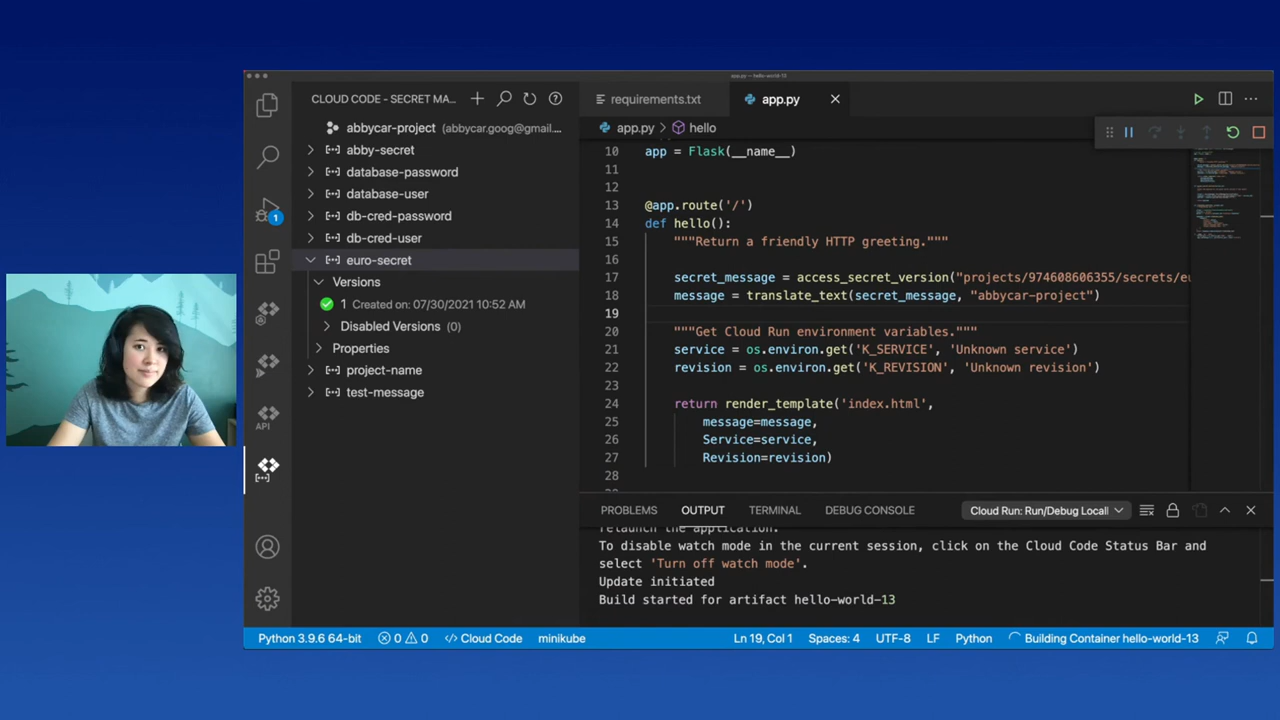 app.py — hello-world-13
CLOUD CODE - SECRET MA...
abbycar-project (abbycar.goog@gmail....
abby-secret
database-password
database-user
db-cred-password
db-cred-user
euro-secret
Versions
1 Created on: 07/30/2021 10:52 AM
Disabled Versions (0)
Properties
project-name
test-message
1
API
requirements.txt
app.py
app.py > hello
10 app = Flask(__name__)
11
12
13 @app.route('/')
14 def hello():
15 """Return a friendly HTTP greeting."""
16
17 secret_message = access_secret_version("projects/974608606355/secrets/eu
18 message = translate_text(secret_message, "abbycar-project")
19
20 """Get Cloud Run environment variables."""
21 service = os.environ.get('K_SERVICE', 'Unknown service')
22 revision = os.environ.get('K_REVISION', 'Unknown revision')
23
24 return render_template('index.html',
25 message=message,
26 Service=service,
27 Revision=revision)
28
PROBLEMS OUTPUT TERMINAL DEBUG CONSOLE Cloud Run: Run/Debug Locall
relaunch the application.
To disable watch mode in the current session, click on the Cloud Code Status Bar and
select 'Turn off watch mode'.
Update initiated
Build started for artifact hello-world-13
Python 3.9.6 64-bit 0 0 Cloud Code minikube Ln 19, Col 1 Spaces: 4 UTF-8 LF Python Building Container hello-world-13